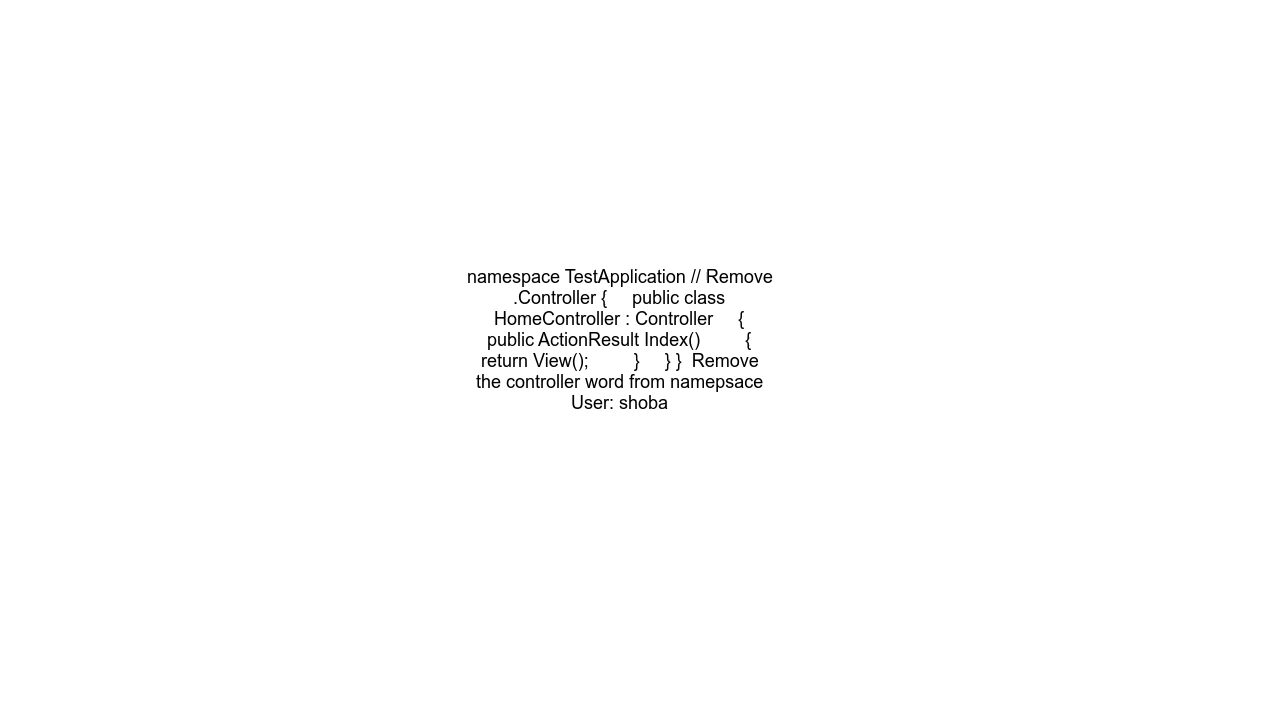 namespace TestApplication // Remove
.Controller {     public class
HomeController : Controller     {
public ActionResult Index()         {
return View();         }     } }  Remove
the controller word from namepsace
User: shoba